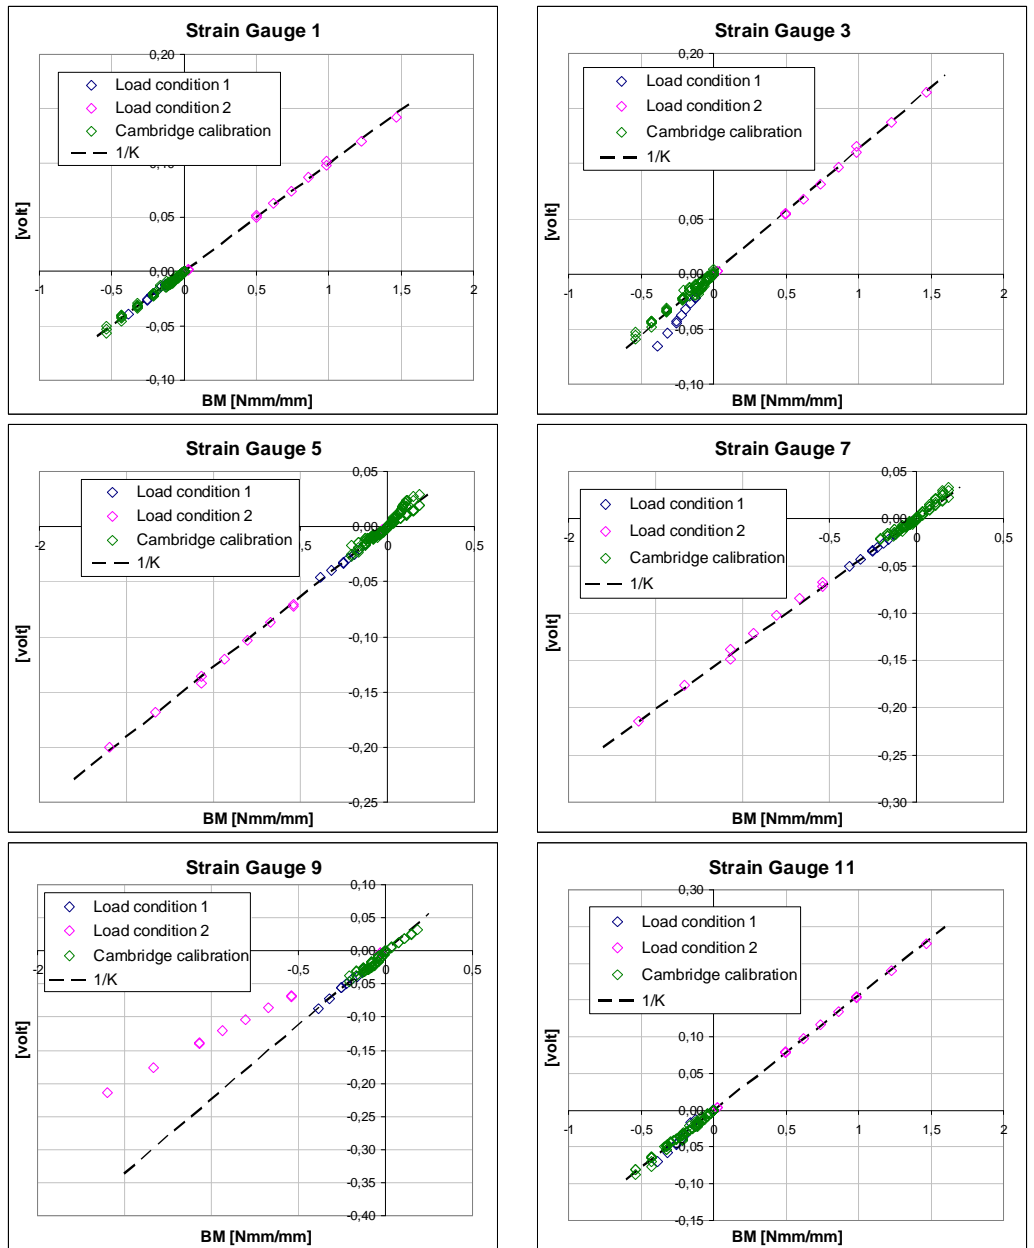 Strain Gauge 1
0,20
Load condition 1
Load condition 2
Cambridge calibration
1/K
0,05
0,00
-1
-0,5
0
0,5
1
1,5
2
-0,05
-0,10
[volt]
BM [Nmm/mm]
Strain Gauge 3
0,20
Load condition 1
Load condition 2
Cambridge calibration
1/K
0,05
0,00
-1
-0,5
0
0,5
1
1,5
2
-0,05
-0,10
[volt]
BM [Nmm/mm]
Strain Gauge 5
0,05
Load condition 1
Load condition 2
Cambridge calibration
1/K
0,00
-2
-0,5
0
0,5
-0,05
-0,10
-0,15
-0,20
-0,25
[volt]
BM [Nmm/mm]
Strain Gauge 7
0,05
Load condition 1
Load condition 2
Cambridge calibration
1/K
0,00
-2
-0,5
0
0,5
-0,05
-0,10
-0,15
-0,20
-0,25
-0,30
[volt]
BM [Nmm/mm]
Strain Gauge 9
0,10
Load condition 1
Load condition 2
Cambridge calibration
1/K
0,05
0,00
-2
-0,5
0
0,5
-0,05
-0,10
-0,15
-0,20
-0,25
-0,30
-0,35
-0,40
[volt]
BM [Nmm/mm]
Strain Gauge 11
0,30
Load condition 1
Load condition 2
Cambridge calibration
1/K
0,10
0,05
0,00
-1
-0,5
0
0,5
1
1,5
2
-0,05
-0,10
-0,15
[volt]
BM [Nmm/mm]